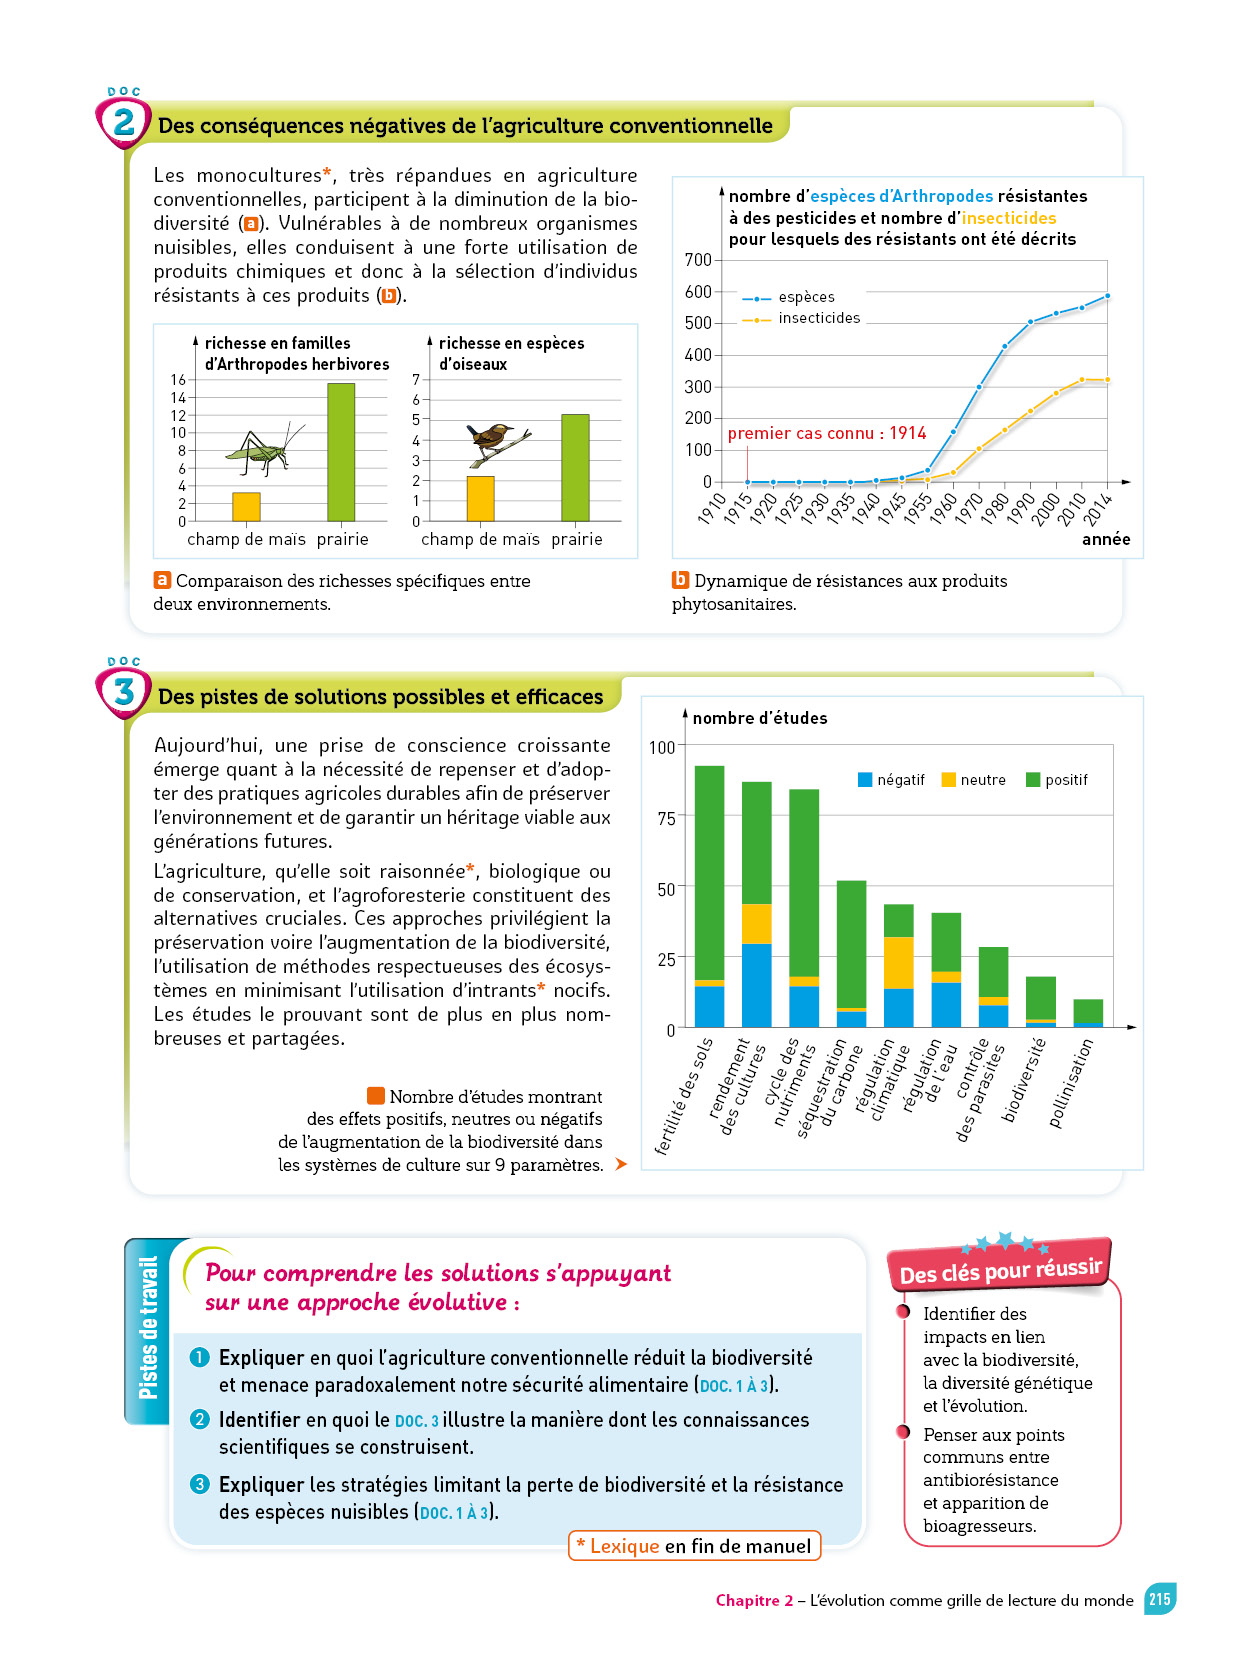 DOC
2
Des conséquences négatives de l'agriculture conventionnelle
Les monocultures*, très répandues en agriculture
conventionnelles, participent à la diminution de la bio-
diversité (a). Vulnérables à de nombreux organismes
nuisibles, elles conduisent à une forte utilisation de
produits chimiques et donc à la sélection d'individus
résistants à ces produits (b).
richesse en familles
d'Arthropodes herbivores
16
14
12
10
8
6
4
2
0
champ de maïs prairie
richesse en espèces
d'oiseaux
7
6
5
4
3
2
1
0
champ de maïs prairie
a Comparaison des richesses spécifiques entre
deux environnements.
nombre d'espèces d'Arthropodes résistantes
à des pesticides et nombre d'insecticides
pour lesquels des résistants ont été décrits
700
600
500
400
300
200
100
0
espèces
insecticides
premier cas connu : 1914
1910
1915
1920
1925
1930
1935
1940
1945
1955
1960
1970
1980
1990
2000
2010
2014
année
b Dynamique de résistances aux produits
phytosanitaires.
DOC
3
Des pistes de solutions possibles et efficaces
Aujourd'hui, une prise de conscience croissante
émerge quant à la nécessité de repenser et d'adop-
ter des pratiques agricoles durables afin de préserver
l'environnement et de garantir un héritage viable aux
générations futures.
L'agriculture, qu'elle soit raisonnée*, biologique ou
de conservation, et l'agroforesterie constituent des
alternatives cruciales. Ces approches privilégient la
préservation voire l'augmentation de la biodiversité,
l'utilisation de méthodes respectueuses des écosys-
tèmes en minimisant l'utilisation d'intrants* nocifs.
Les études le prouvant sont de plus en plus nom-
breuses et partagées.
Nombre d'études montrant
des effets positifs, neutres ou négatifs
de l'augmentation de la biodiversité dans
les systèmes de culture sur 9 paramètres.
nombre d'études
100
75
50
25
0
négatif
neutre
positif
fertilité des sols
rendement
des cultures
cycle des
nutriments
séquestration
du carbone
régulation
climatique
régulation
de l'eau
contrôle
des parasites
biodiversité
pollinisation
Pistes de travail
Pour comprendre les solutions s'appuyant
sur une approche évolutive :
1 Expliquer en quoi l'agriculture conventionnelle réduit la biodiversité
et menace paradoxalement notre sécurité alimentaire (DOC. 1 À 3).
2 Identifier en quoi le DOC. 3 illustre la manière dont les connaissances
scientifiques se construisent.
3 Expliquer les stratégies limitant la perte de biodiversité et la résistance
des espèces nuisibles (DOC. 1 À 3).
* Lexique en fin de manuel
Des clés pour réussir
Identifier des
impacts en lien
avec la biodiversité,
la diversité génétique
et l'évolution.
Penser aux points
communs entre
antibiorésistance
et apparition de
bioagresseurs.
Chapitre 2 – L'évolution comme grille de lecture du monde 215